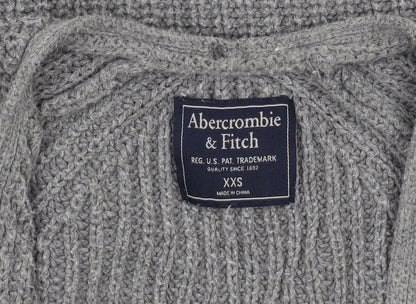 Abercrombie
& Fitch
REG. U.S. PAT. TRADEMARK
QUALITY SINCE 1892
XXS
MADE IN CHINA